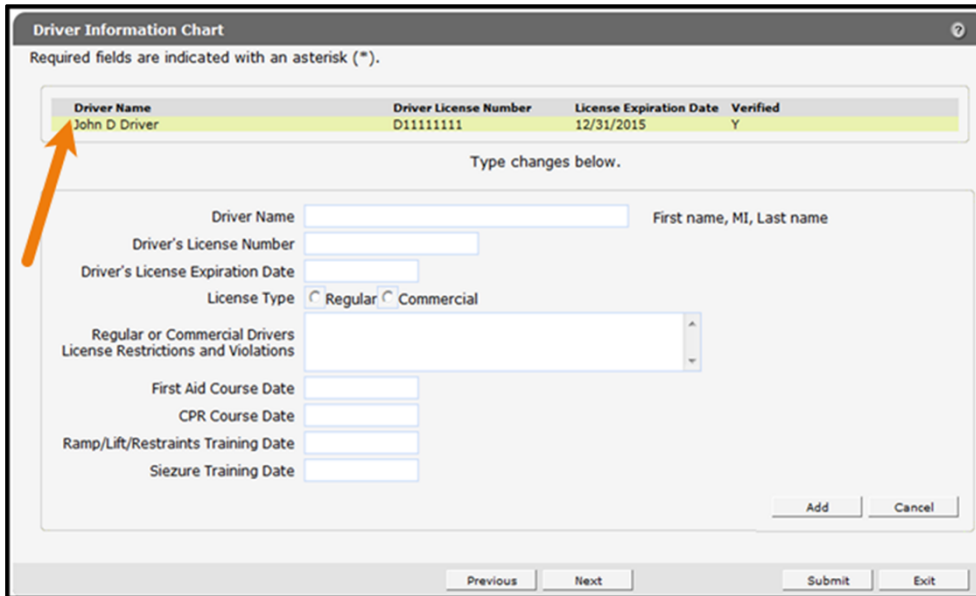 Driver Information Chart ?
Required fields are indicated with an asterisk (*).
Driver Name Driver License Number License Expiration Date Verified
John D Driver D11111111 12/31/2015 Y
Type changes below.
Driver Name First name, MI, Last name
Driver's License Number
Driver's License Expiration Date
License Type Regular Commercial
Regular or Commercial Drivers
License Restrictions and Violations
First Aid Course Date
CPR Course Date
Ramp/Lift/Restraints Training Date
Siezure Training Date
Add Cancel
Previous Next Submit Exit